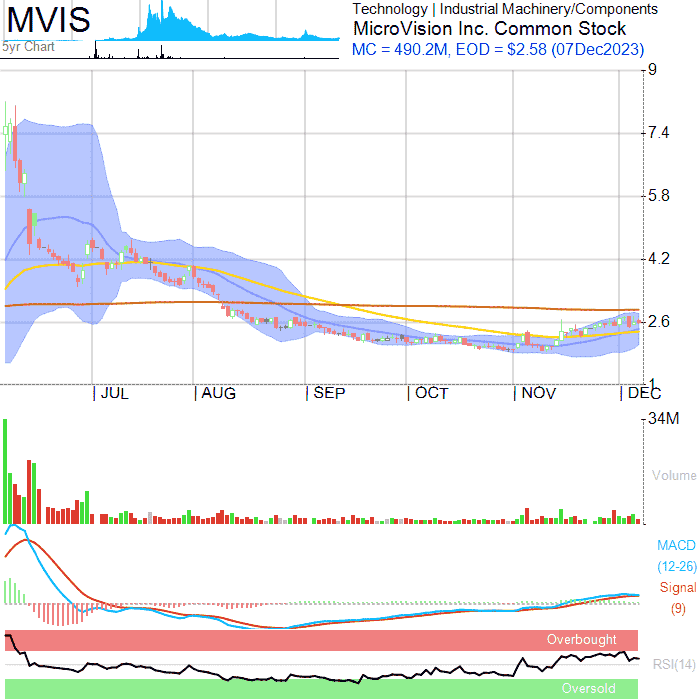 MVIS
5yr Chart
Technology | Industrial Machinery/Components
MicroVision Inc. Common Stock
MC = 490.2M, EOD = $2.58 (07Dec2023)
9
7.4
5.8
4.2
2.6
1
JUL
AUG
SEP
OCT
NOV
DEC
34M
Volume
MACD
(12-26)
Signal
(9)
Overbought
RSI(14)
Oversold